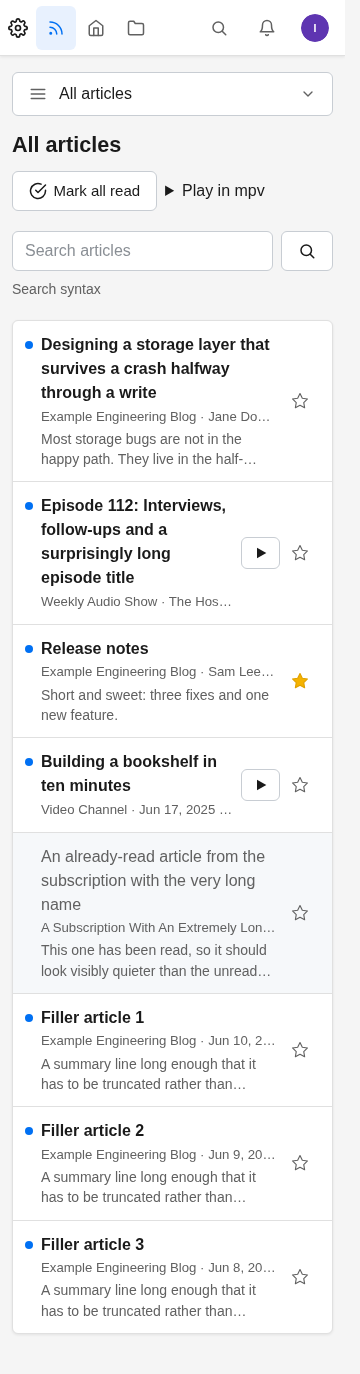 I
All articles
All articles
Mark all read
Play in mpv
Search articles
Search syntax
Designing a storage layer that
survives a crash halfway
through a write
Example Engineering Blog · Jane Do…
Most storage bugs are not in the
happy path. They live in the half-…
Episode 112: Interviews,
follow-ups and a
surprisingly long
episode title
Weekly Audio Show · The Hos…
Release notes
Example Engineering Blog · Sam Lee…
Short and sweet: three fixes and one
new feature.
Building a bookshelf in
ten minutes
Video Channel · Jun 17, 2025 …
An already-read article from the
subscription with the very long
name
A Subscription With An Extremely Lon…
This one has been read, so it should
look visibly quieter than the unread…
Filler article 1
Example Engineering Blog · Jun 10, 2…
A summary line long enough that it
has to be truncated rather than…
Filler article 2
Example Engineering Blog · Jun 9, 20…
A summary line long enough that it
has to be truncated rather than…
Filler article 3
Example Engineering Blog · Jun 8, 20…
A summary line long enough that it
has to be truncated rather than…